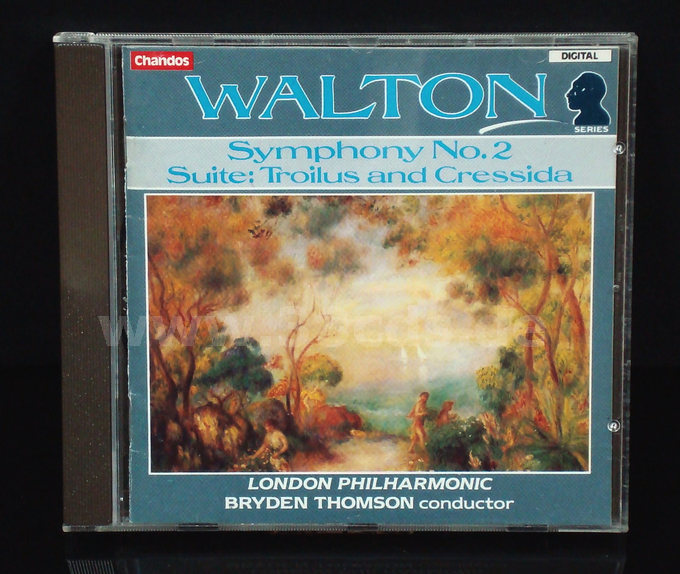 Chandos
DIGITAL
WALTON
SERIES
Symphony No. 2
Suite: Troilus and Cressida
LONDON PHILHARMONIC
BRYDEN THOMSON conductor